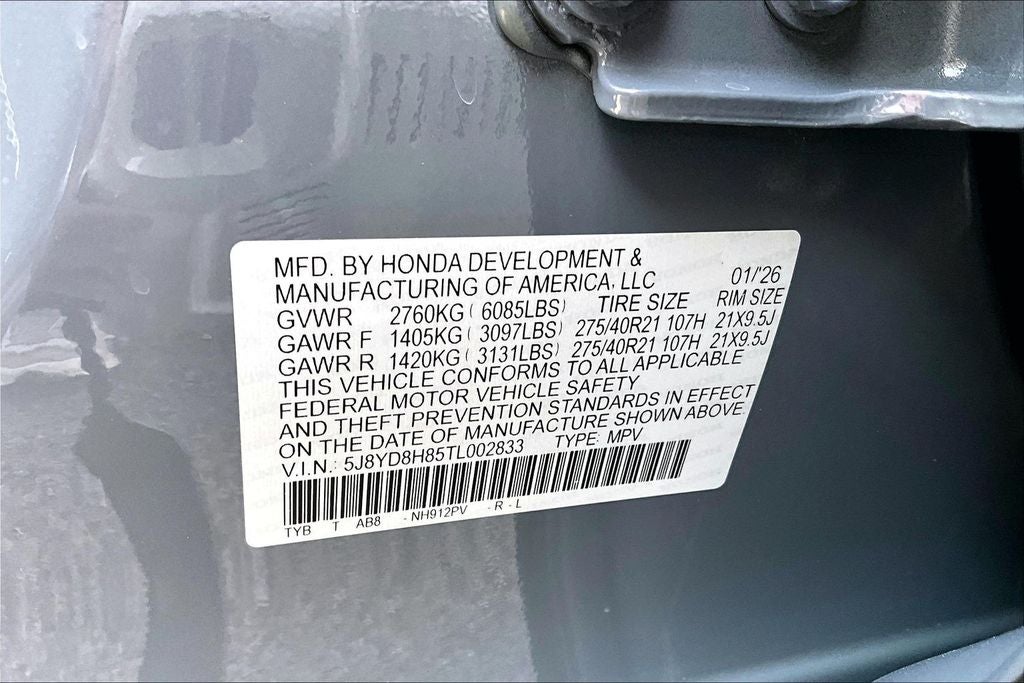 MFD. BY HONDA DEVELOPMENT &
MANUFACTURING OF AMERICA, LLC 01/'26
GVWR 2760KG ( 6085LBS) TIRE SIZE RIM SIZE
GAWR F 1405KG ( 3097LBS) 275/40R21 107H 21X9.5J
GAWR R 1420KG ( 3131LBS) 275/40R21 107H 21X9.5J
THIS VEHICLE CONFORMS TO ALL APPLICABLE
FEDERAL MOTOR VEHICLE SAFETY
AND THEFT PREVENTION STANDARDS IN EFFECT
ON THE DATE OF MANUFACTURE SHOWN ABOVE.
V.I.N.: 5J8YD8H85TL002833 TYPE: MPV
TYB T AB8 - NH912PV - R - L